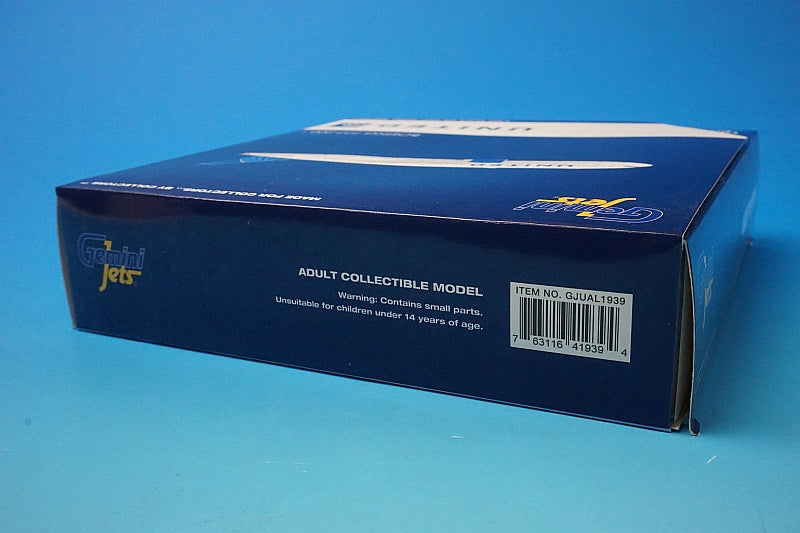 UNITED
UNITED
MADE FOR COLLECTORS... BY COLLECTORS...
Gemini
Jets
Gemini
Jets
ADULT COLLECTIBLE MODEL
Warning: Contains small parts.
Unsuitable for children under 14 years of age.
ITEM NO. GJUAL1939
7 63116 41939 4